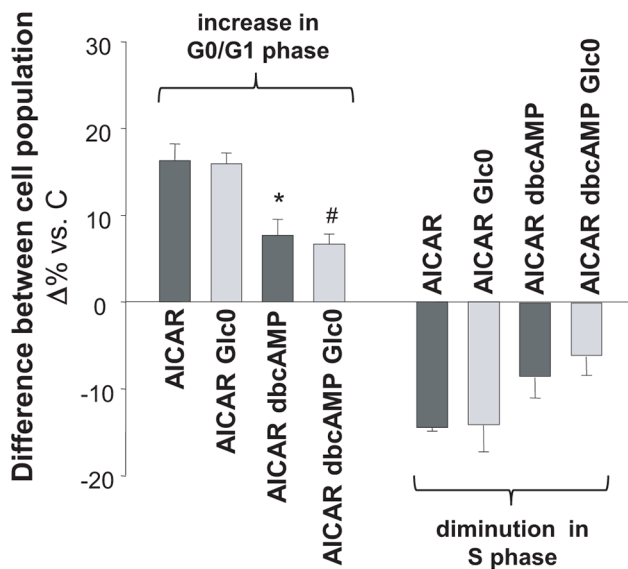 Difference between cell population
Δ% vs. C
30
20
10
0
-10
-20
increase in
G0/G1 phase
*
#
AICAR
AICAR Glc0
AICAR dbcAMP
AICAR dbcAMP Glc0
AICAR
AICAR Glc0
AICAR dbcAMP
AICAR dbcAMP Glc0
diminution in
S phase